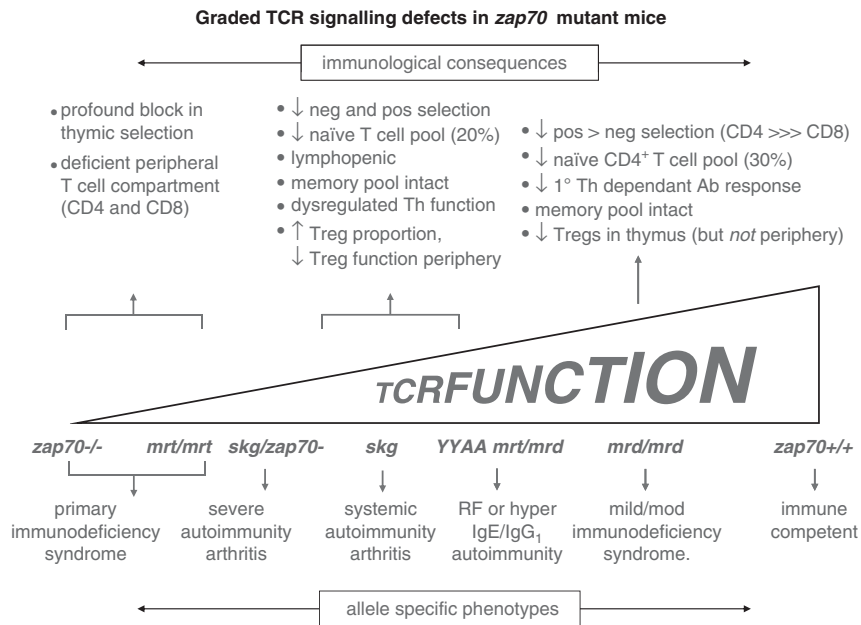 Graded TCR signalling defects in zap70 mutant mice
immunological consequences
• profound block in
thymic selection
• deficient peripheral
T cell compartment
(CD4 and CD8)
• ↓ neg and pos selection
• ↓ naïve T cell pool (20%)
• lymphopenic
• memory pool intact
• dysregulated Th function
• ↑ Treg proportion,
↓ Treg function periphery
• ↓ pos > neg selection (CD4 >>> CD8)
• ↓ naïve CD4⁺ T cell pool (30%)
• ↓ 1° Th dependant Ab response
• memory pool intact
• ↓ Tregs in thymus (but not periphery)
TCRFUNCTION
zap70-/- mrt/mrt skg/zap70- skg YYAA mrt/mrd mrd/mrd zap70+/+
primary
immunodeficiency
syndrome
severe
autoimmunity
arthritis
systemic
autoimmunity
arthritis
RF or hyper
IgE/IgG₁
autoimmunity
mild/mod
immunodeficiency
syndrome.
immune
competent
allele specific phenotypes